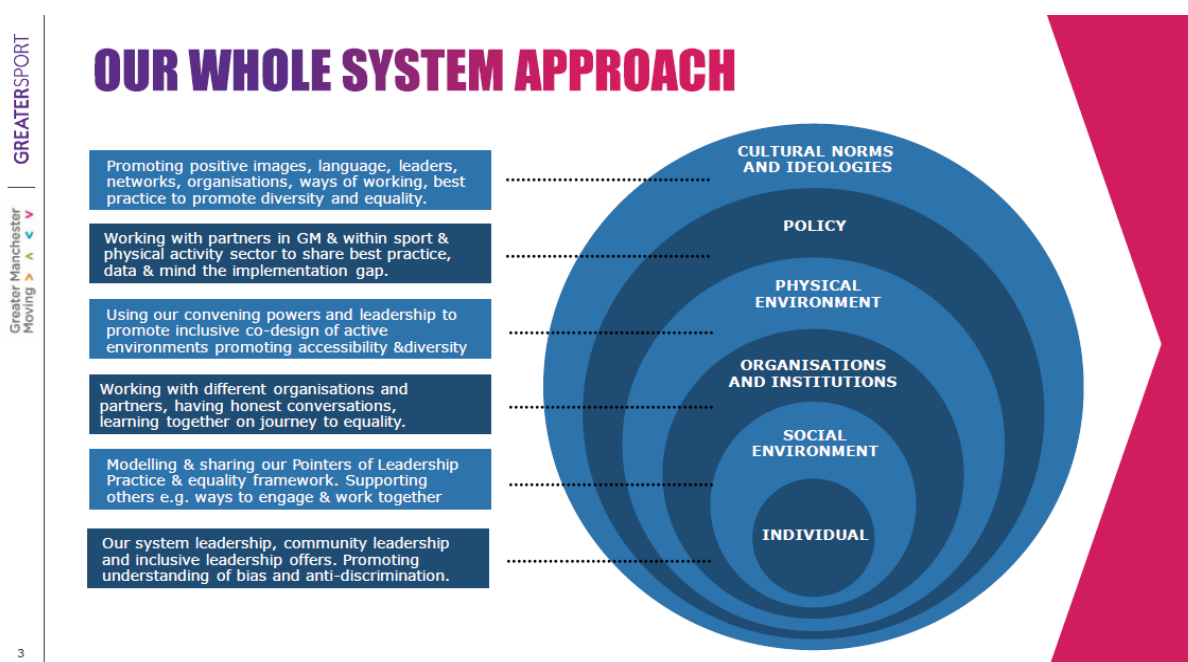 GREATERSPORT
Greater Manchester
Moving > < v v
OUR WHOLE SYSTEM APPROACH
Promoting positive images, language, leaders,
networks, organisations, ways of working, best
practice to promote diversity and equality.
Working with partners in GM & within sport &
physical activity sector to share best practice,
data & mind the implementation gap.
Using our convening powers and leadership to
promote inclusive co-design of active
environments promoting accessibility &diversity
Working with different organisations and
partners, having honest conversations,
learning together on journey to equality.
Modelling & sharing our Pointers of Leadership
Practice & equality framework. Supporting
others e.g. ways to engage & work together
Our system leadership, community leadership
and inclusive leadership offers. Promoting
understanding of bias and anti-discrimination.
CULTURAL NORMS
AND IDEOLOGIES
POLICY
PHYSICAL
ENVIRONMENT
ORGANISATIONS
AND INSTITUTIONS
SOCIAL
ENVIRONMENT
INDIVIDUAL
3